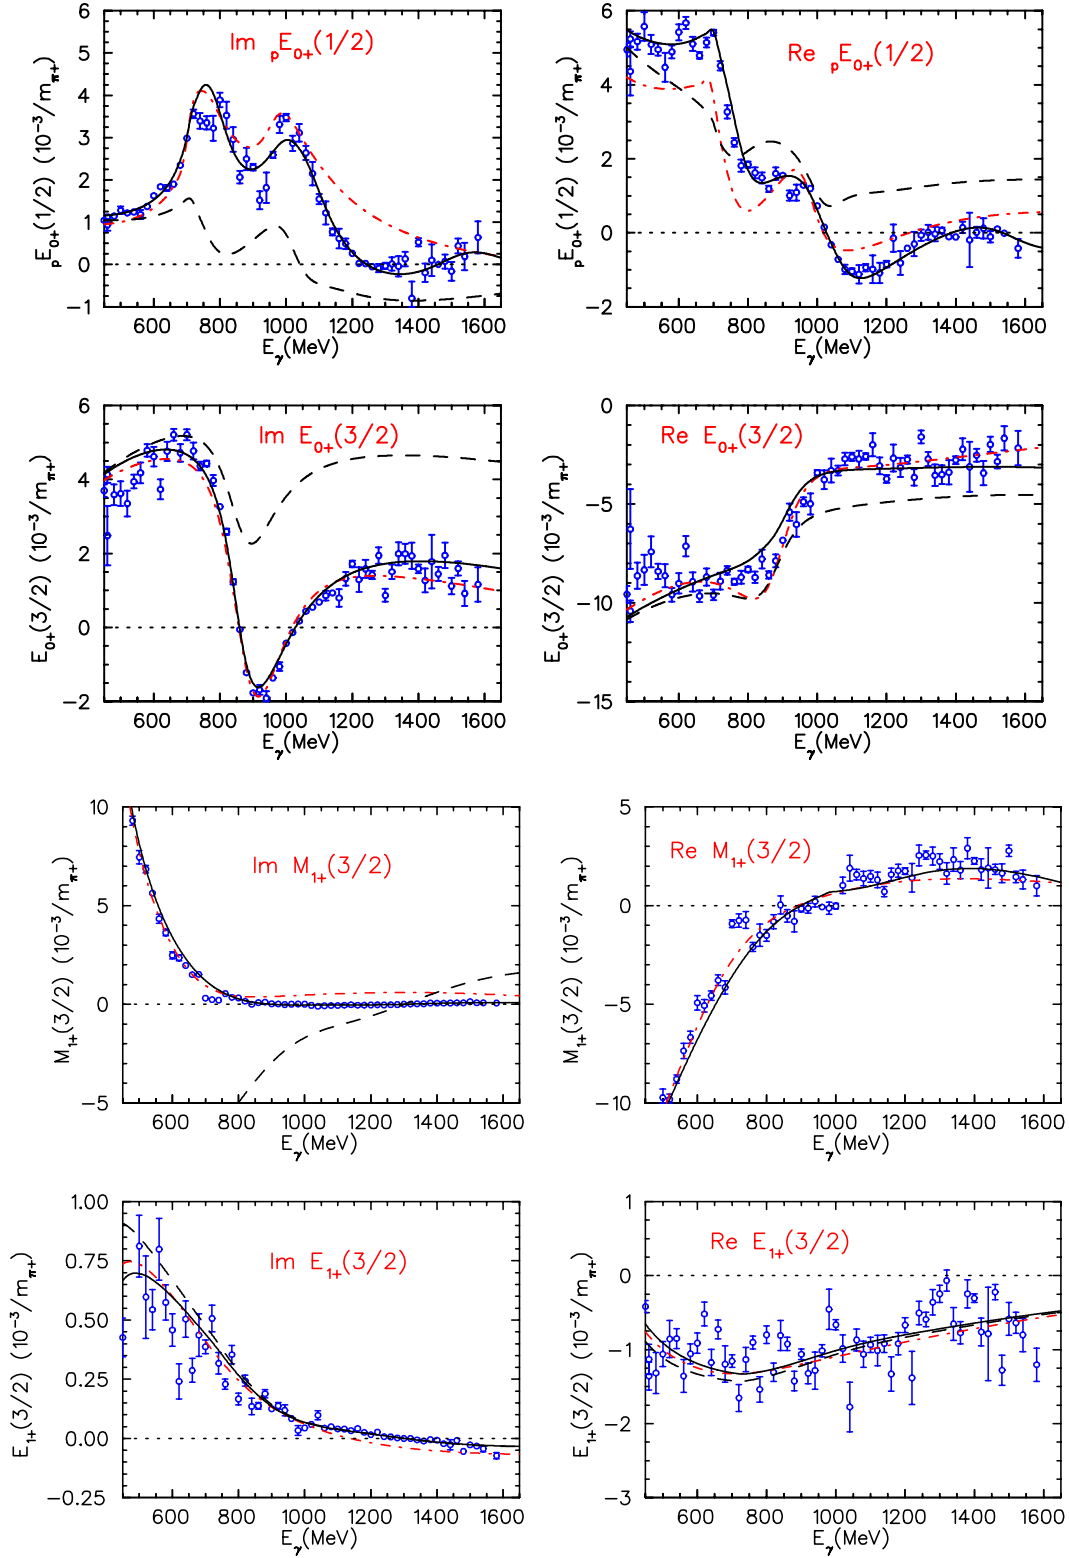 Im pE0+(1/2)
pE0+(1/2) (10−3/mπ+)
6
5
4
3
2
1
0
−1
600 800 1000 1200 1400 1600
Eγ(MeV)
Re pE0+(1/2)
pE0+(1/2) (10−3/mπ+)
6
4
2
0
−2
600 800 1000 1200 1400 1600
Eγ(MeV)
Im E0+(3/2)
E0+(3/2) (10−3/mπ+)
6
4
2
0
−2
600 800 1000 1200 1400 1600
Eγ(MeV)
Re E0+(3/2)
E0+(3/2) (10−3/mπ+)
0
−5
−10
−15
600 800 1000 1200 1400 1600
Eγ(MeV)
Im M1+(3/2)
M1+(3/2) (10−3/mπ+)
10
5
0
−5
600 800 1000 1200 1400 1600
Eγ(MeV)
Re M1+(3/2)
M1+(3/2) (10−3/mπ+)
5
0
−5
−10
600 800 1000 1200 1400 1600
Eγ(MeV)
Im E1+(3/2)
E1+(3/2) (10−3/mπ+)
1.00
0.75
0.50
0.25
0.00
−0.25
600 800 1000 1200 1400 1600
Eγ(MeV)
Re E1+(3/2)
E1+(3/2) (10−3/mπ+)
1
0
−1
−2
−3
600 800 1000 1200 1400 1600
Eγ(MeV)